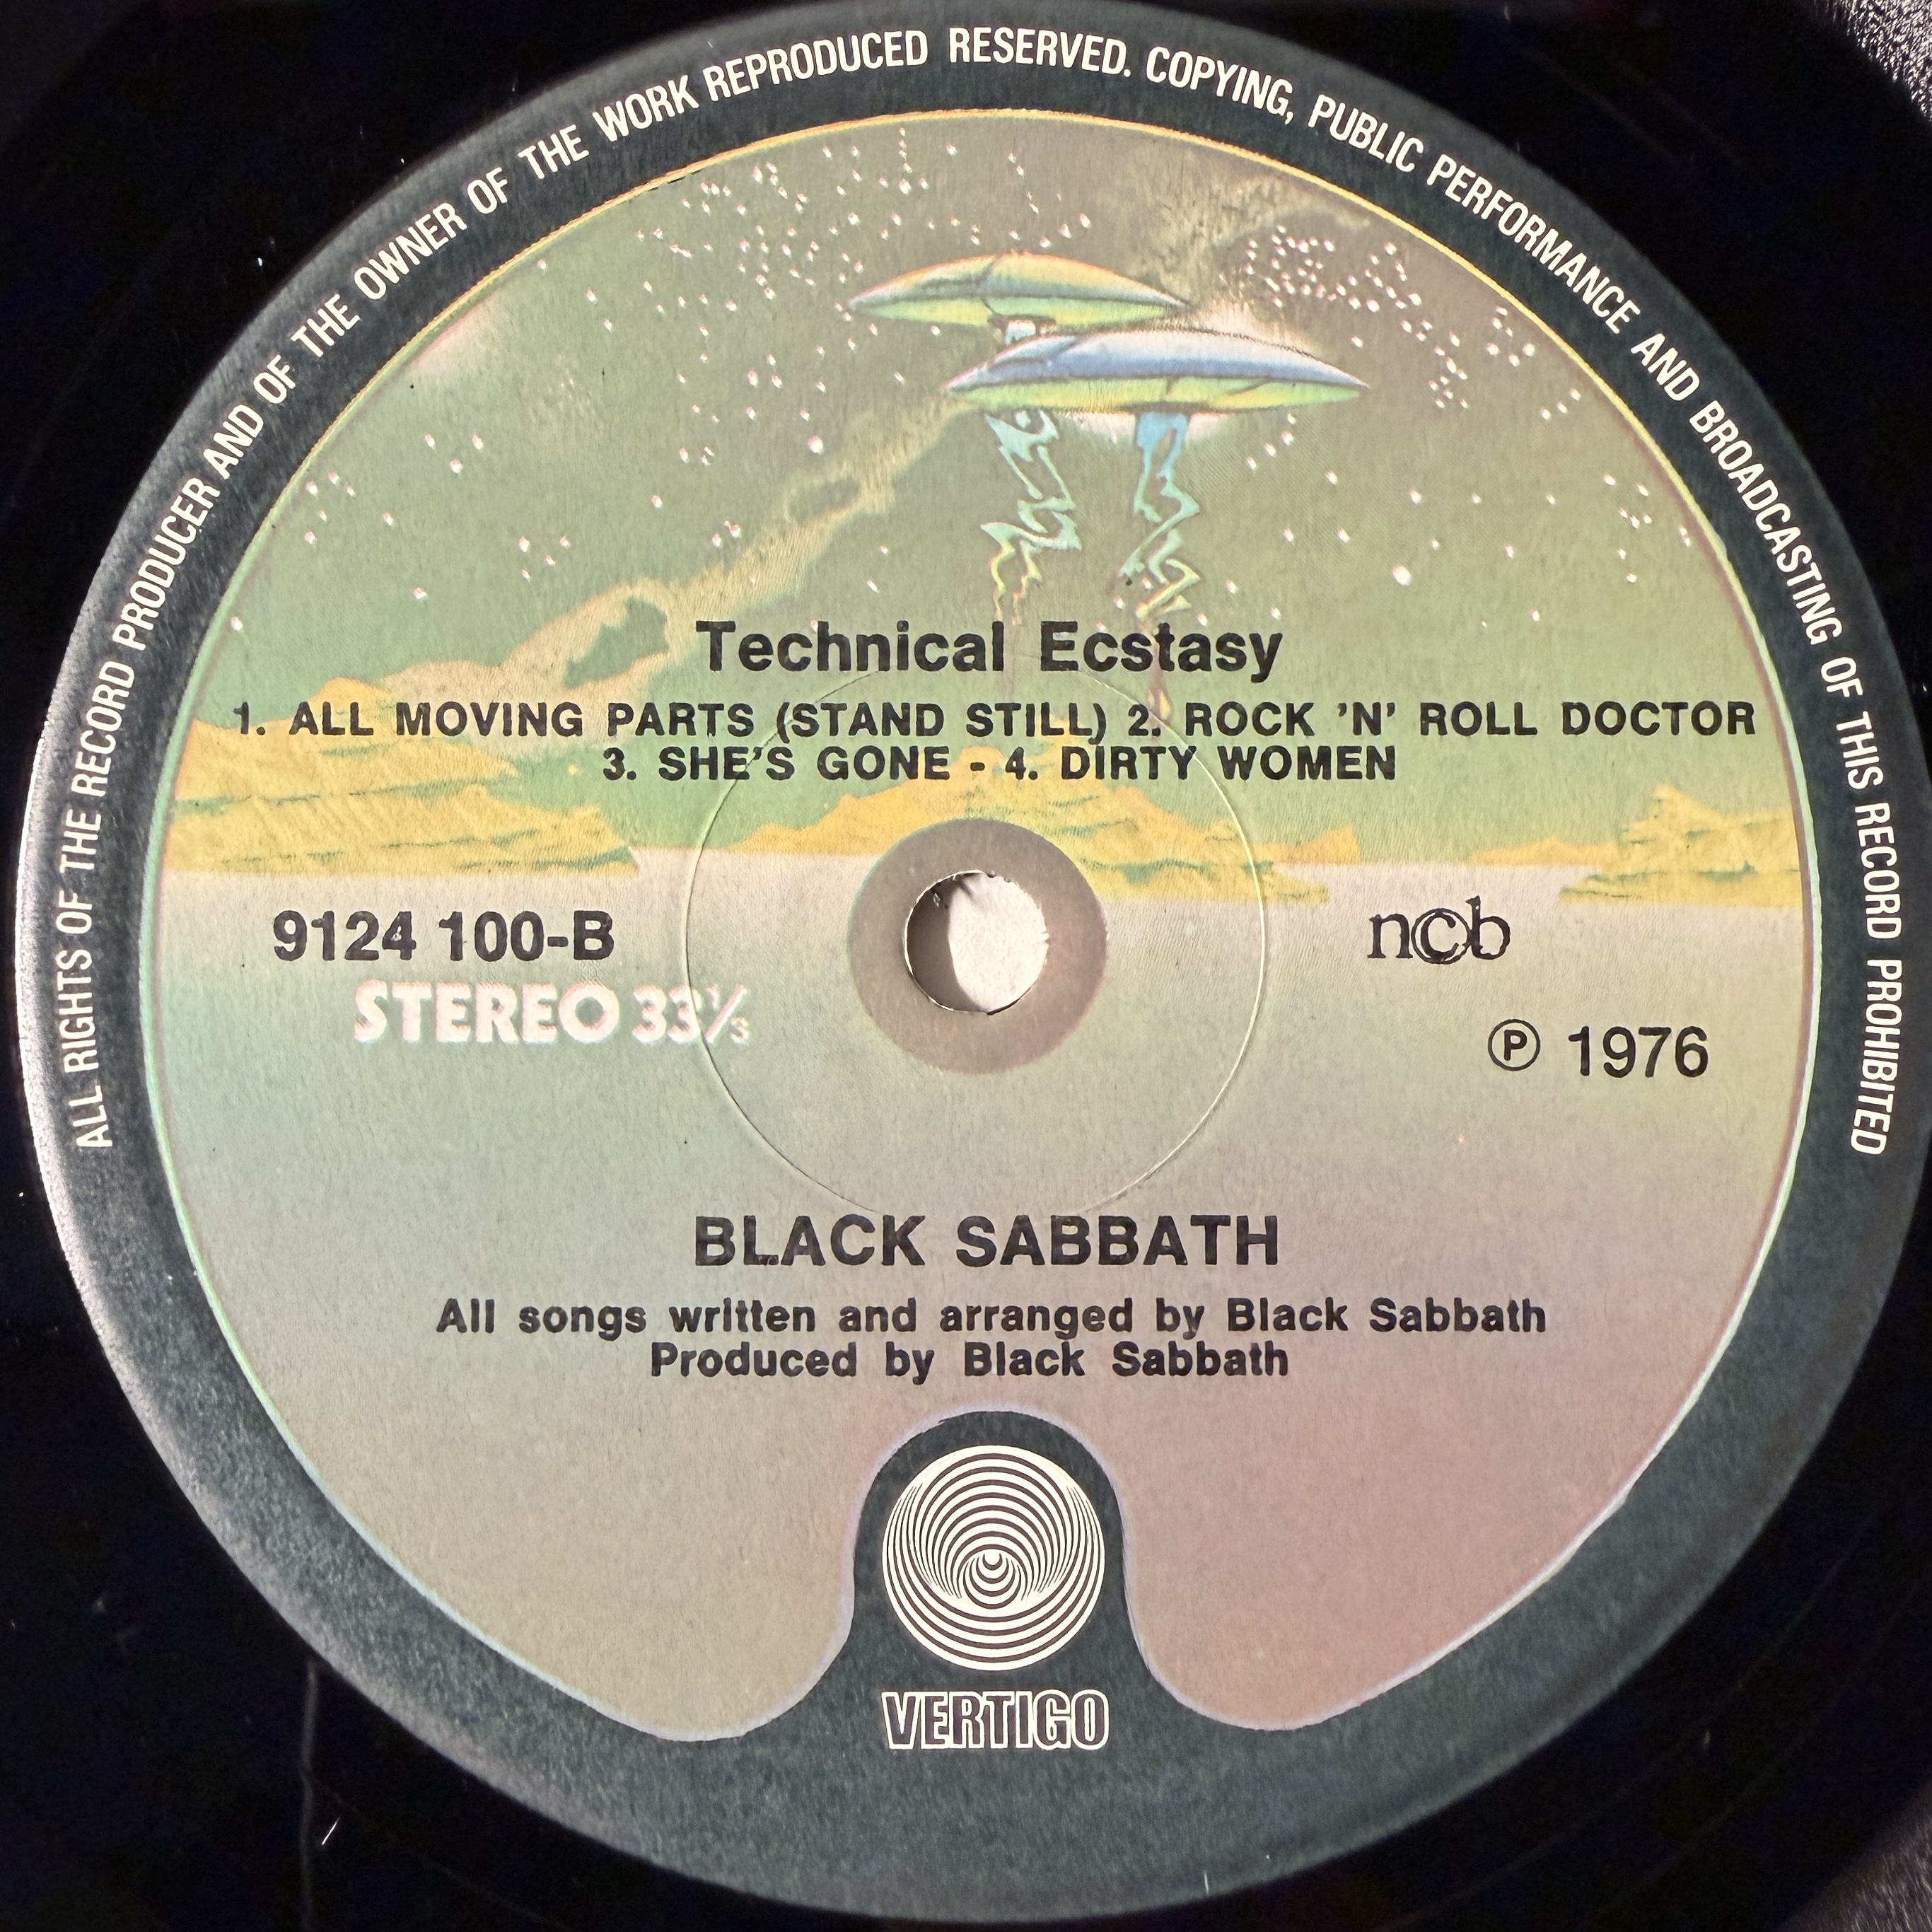 ALL RIGHTS OF THE RECORD PRODUCER AND OF THE OWNER OF THE WORK REPRODUCED RESERVED. COPYING, PUBLIC PERFORMANCE AND BROADCASTING OF THIS RECORD PROHIBITED
Technical Ecstasy
1. ALL MOVING PARTS (STAND STILL) 2. ROCK 'N' ROLL DOCTOR
3. SHE'S GONE - 4. DIRTY WOMEN
9124 100-B
STEREO 33⅓
ncb
℗ 1976
BLACK SABBATH
All songs written and arranged by Black Sabbath
Produced by Black Sabbath
VERTIGO